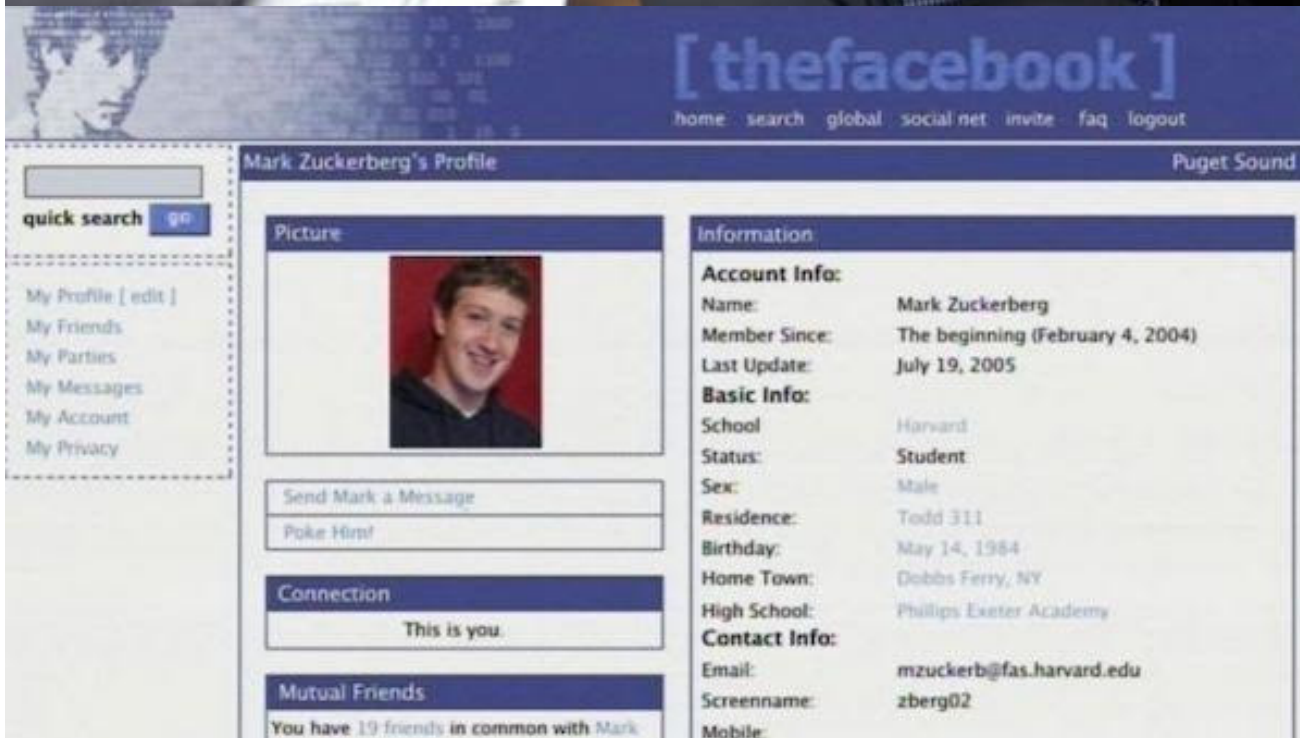 [ thefacebook ]
home search global social net invite faq logout
Mark Zuckerberg's Profile
Puget Sound
quick search go
My Profile [ edit ]
My Friends
My Parties
My Messages
My Account
My Privacy
Picture
Send Mark a Message
Poke Him!
Connection
This is you.
Mutual Friends
You have 19 friends in common with Mark
Information
Account Info:
Name: Mark Zuckerberg
Member Since: The beginning (February 4, 2004)
Last Update: July 19, 2005
Basic Info:
School Harvard
Status: Student
Sex: Male
Residence: Todd 311
Birthday: May 14, 1984
Home Town: Dobbs Ferry, NY
High School: Phillips Exeter Academy
Contact Info:
Email: mzuckerb@fas.harvard.edu
Screenname: zberg02
Mobile: